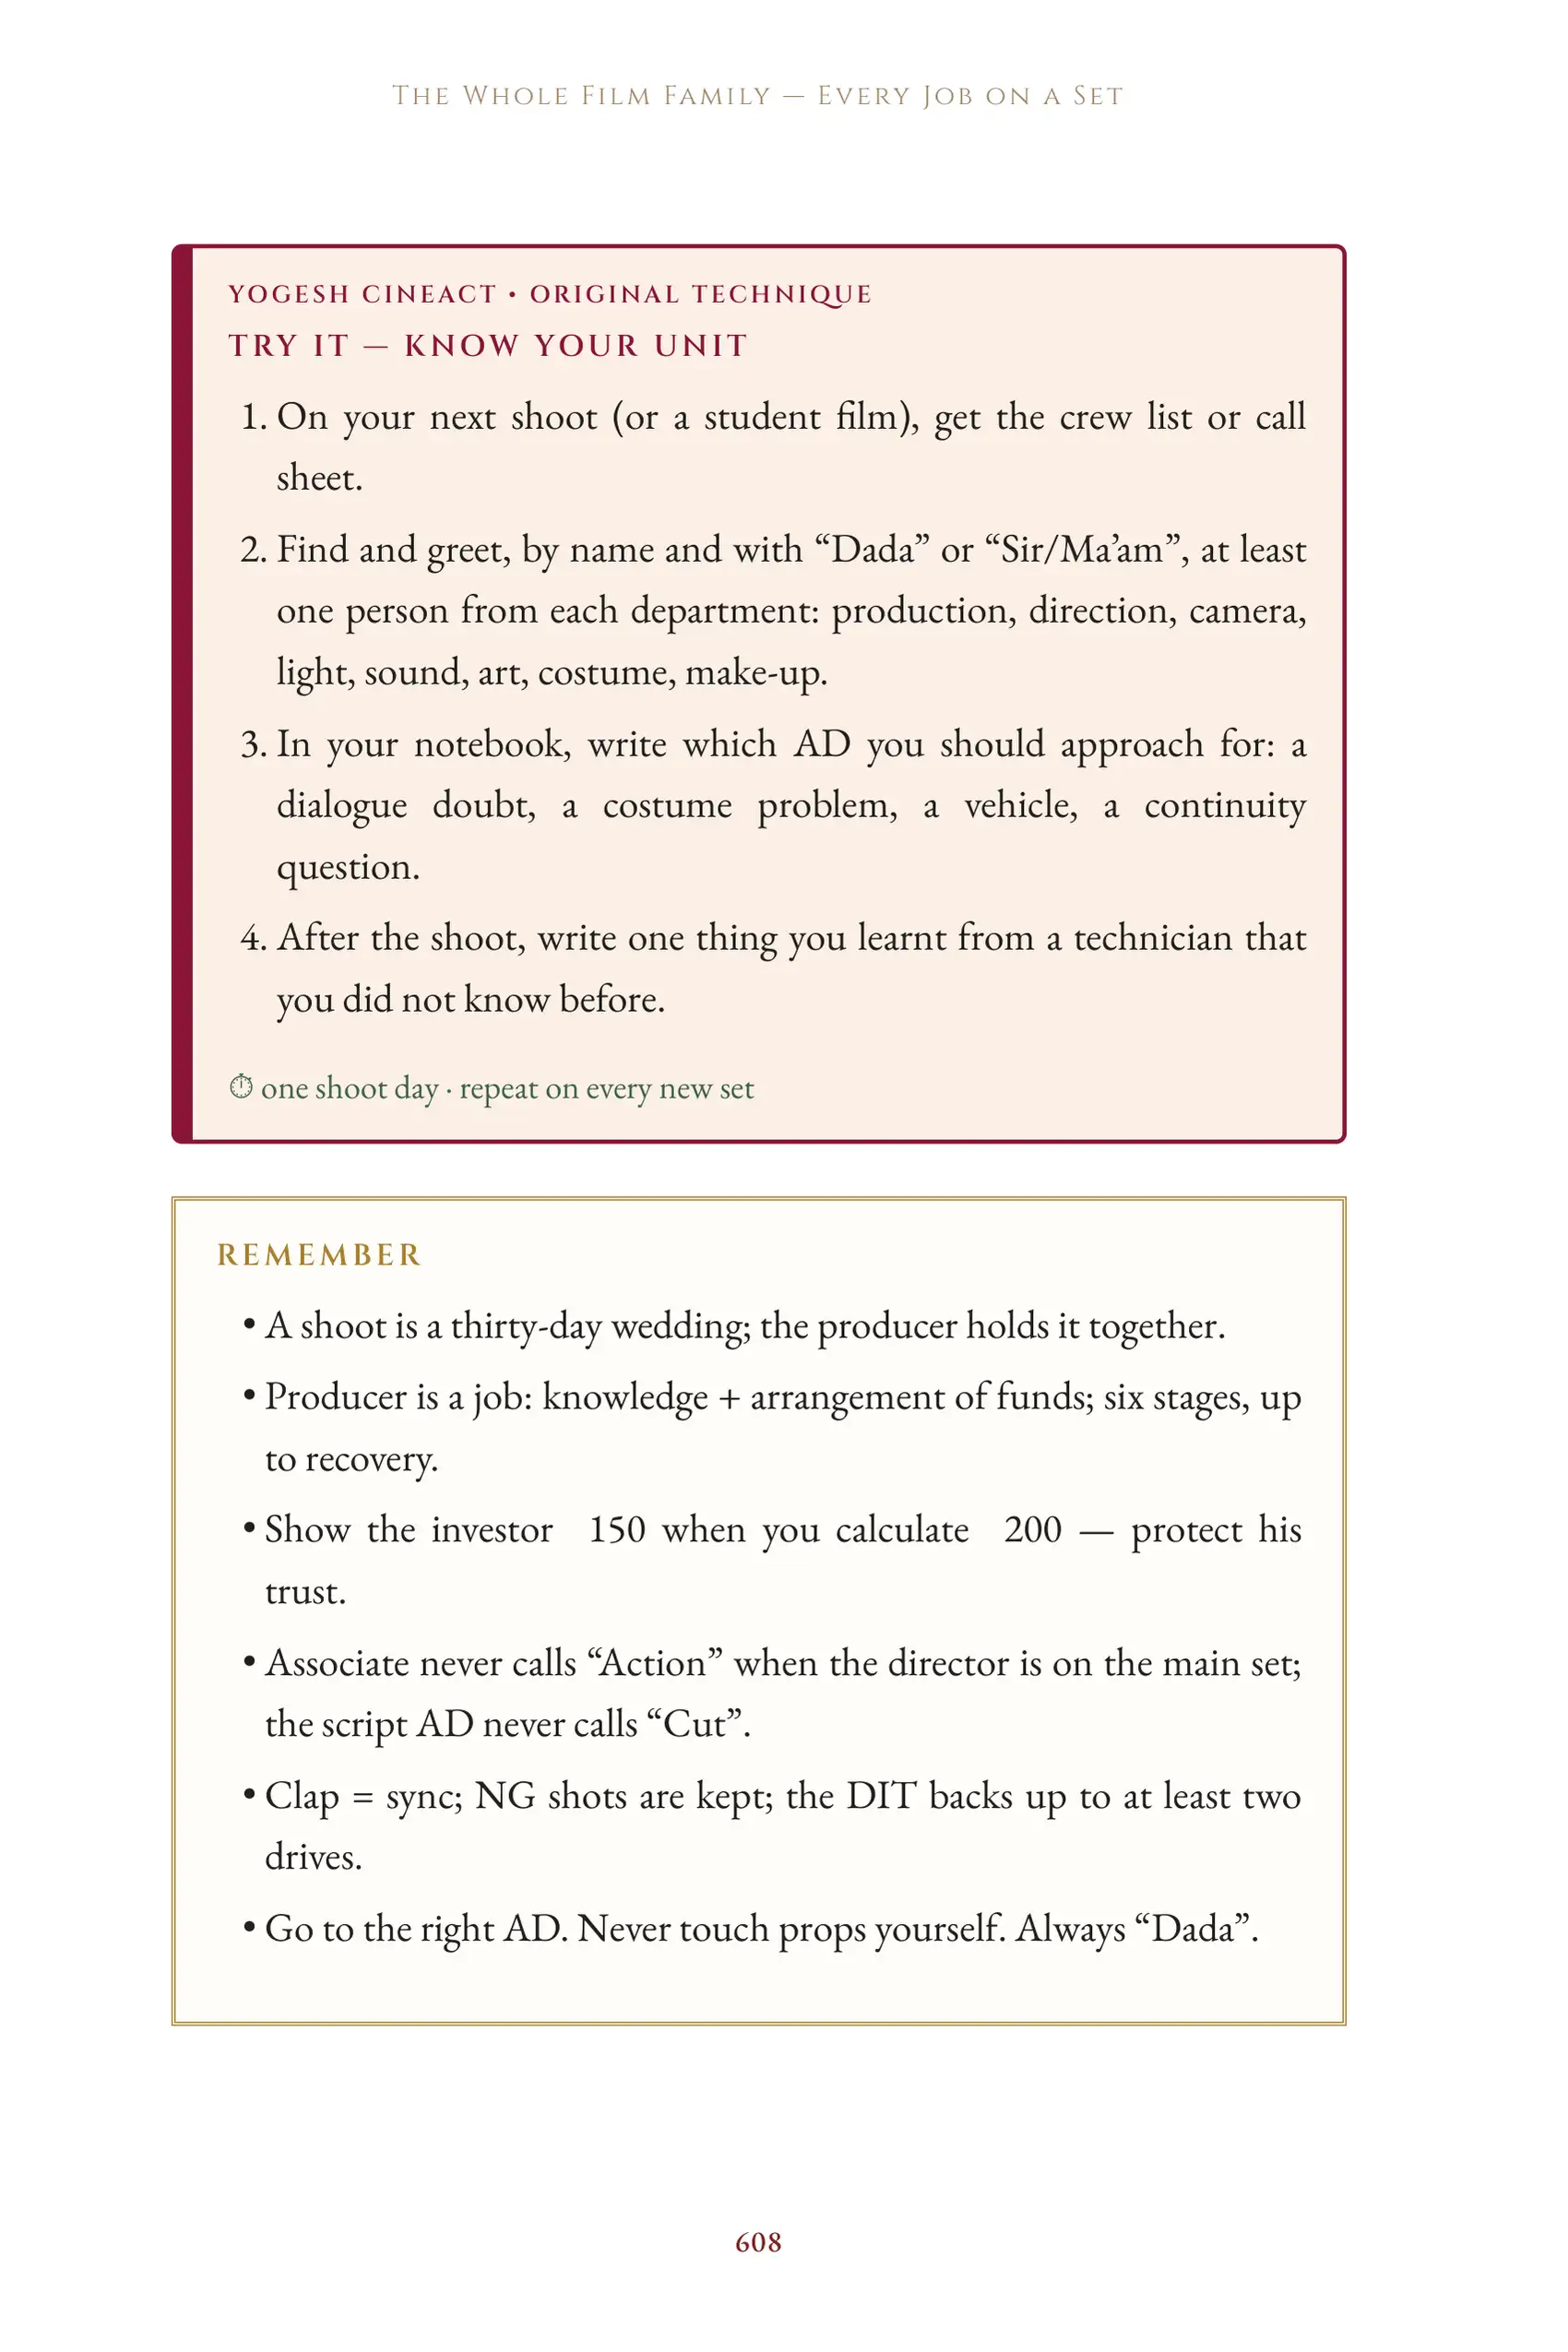 The Whole Film Family — Every Job on a Set
YOGESH CINEACT • ORIGINAL TECHNIQUE
TRY IT — KNOW YOUR UNIT
1. On your next shoot (or a student film), get the crew list or call
sheet.
2. Find and greet, by name and with “Dada” or “Sir/Ma’am”, at least
one person from each department: production, direction, camera,
light, sound, art, costume, make-up.
3. In your notebook, write which AD you should approach for: a
dialogue doubt, a costume problem, a vehicle, a continuity
question.
4. After the shoot, write one thing you learnt from a technician that
you did not know before.
⏱ one shoot day · repeat on every new set
REMEMBER
• A shoot is a thirty-day wedding; the producer holds it together.
• Producer is a job: knowledge + arrangement of funds; six stages, up
to recovery.
• Show the investor 150 when you calculate 200 — protect his
trust.
• Associate never calls “Action” when the director is on the main set;
the script AD never calls “Cut”.
• Clap = sync; NG shots are kept; the DIT backs up to at least two
drives.
• Go to the right AD. Never touch props yourself. Always “Dada”.
608